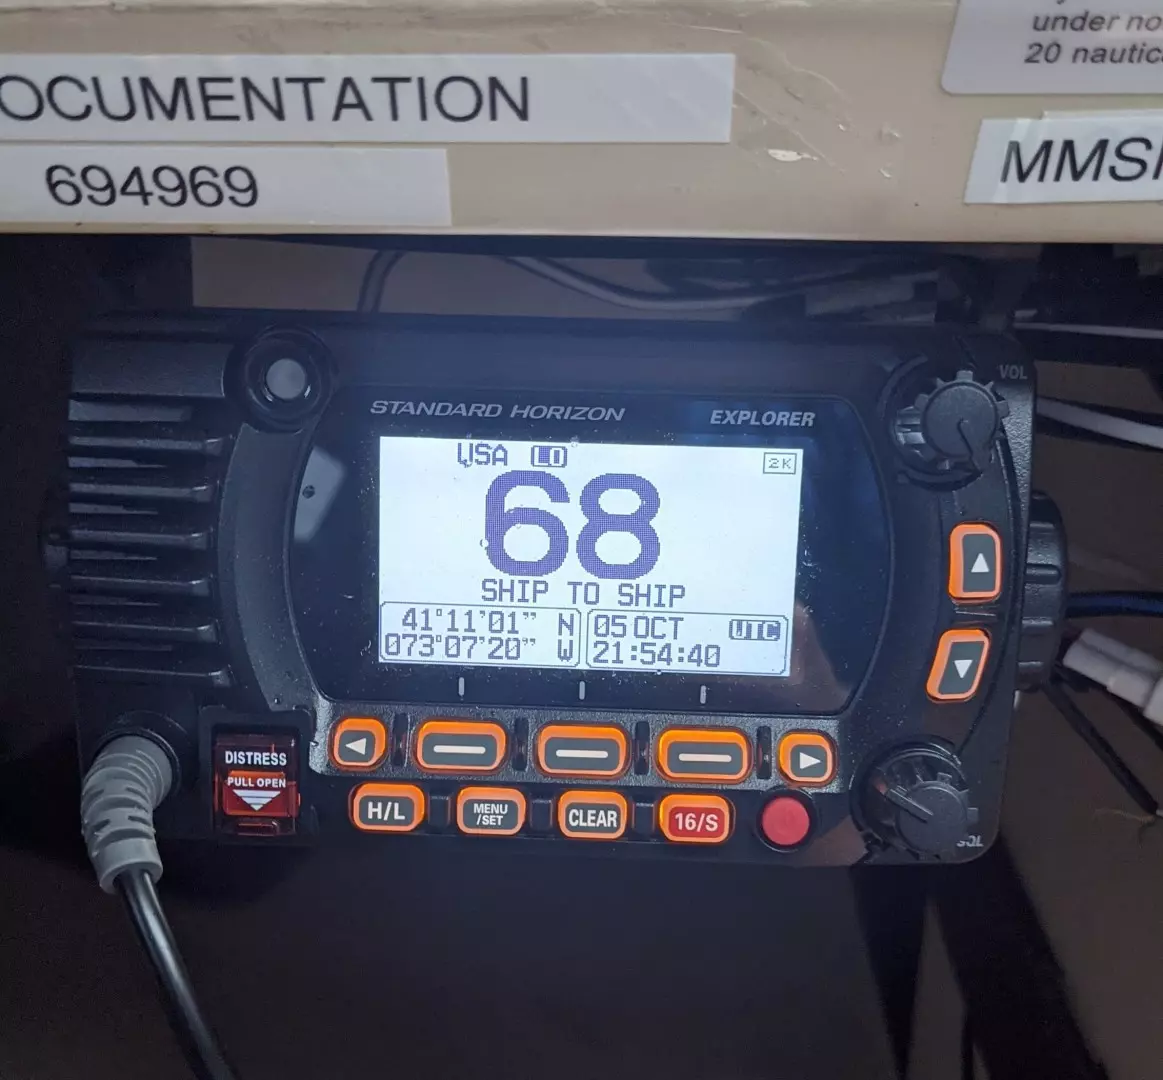 under no
20 nautic
OCUMENTATION
694969
MMSI
VOL
STANDARD HORIZON EXPLORER
USA LO 2K
68
SHIP TO SHIP
41°11'01" N
073°07'20" W
05 OCT UTC
21:54:40
DISTRESS
PULL OPEN
H/L MENU/SET CLEAR 16/S
SQL